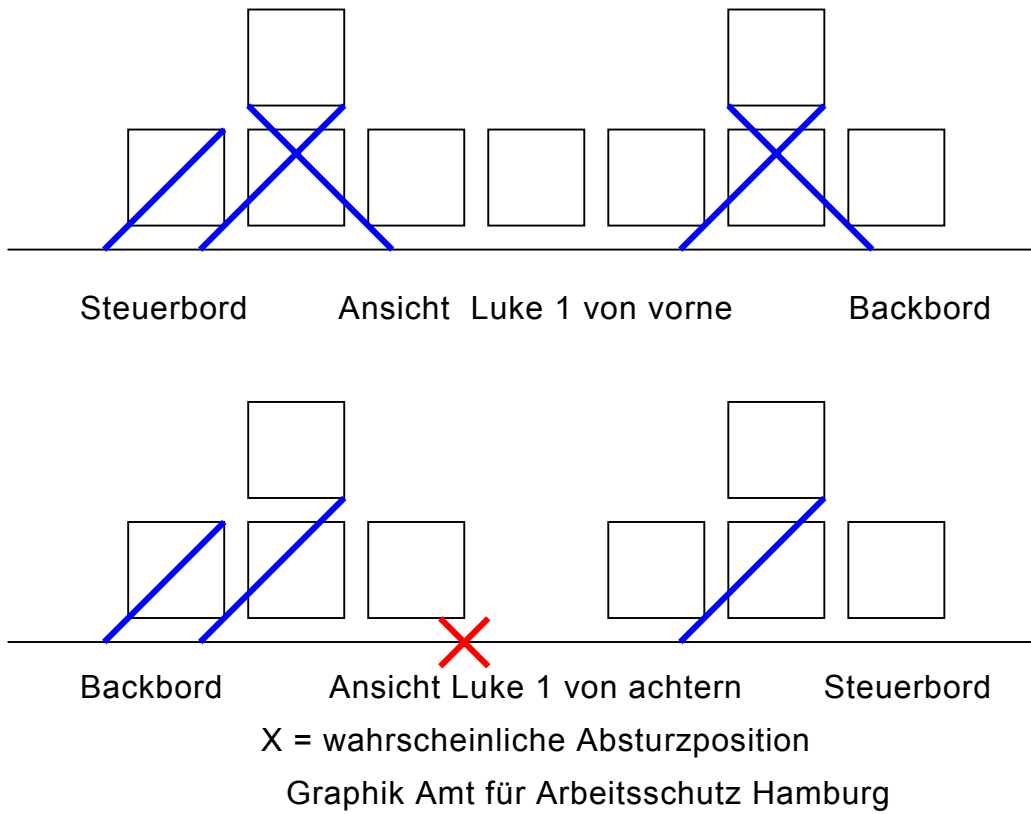 Steuerbord Ansicht Luke 1 von vorne Backbord
Backbord Ansicht Luke 1 von achtern Steuerbord
X = wahrscheinliche Absturzposition
Graphik Amt für Arbeitsschutz Hamburg